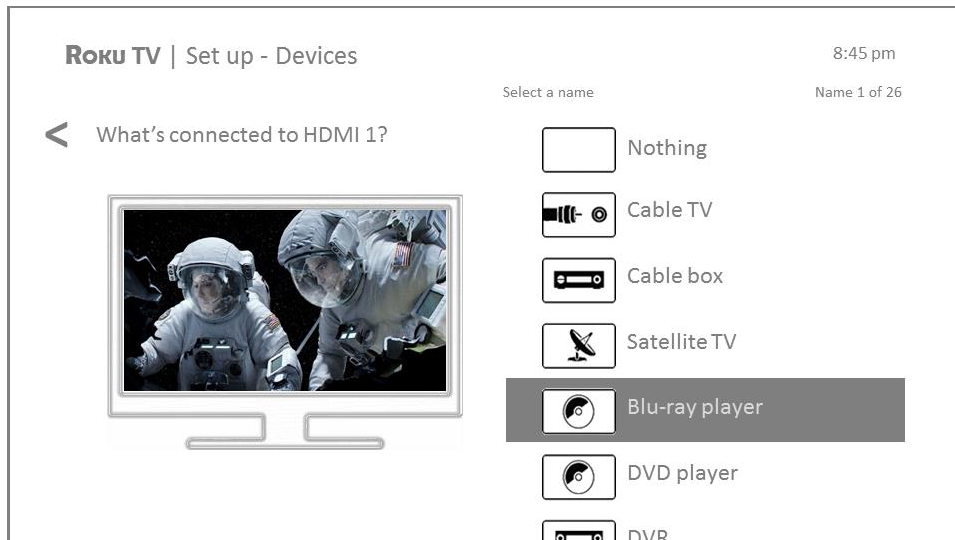 ROKU TV | Set up - Devices
8:45 pm
Select a name
Name 1 of 26
< What's connected to HDMI 1?
Nothing
Cable TV
Cable box
Satellite TV
Blu-ray player
DVD player
DVR